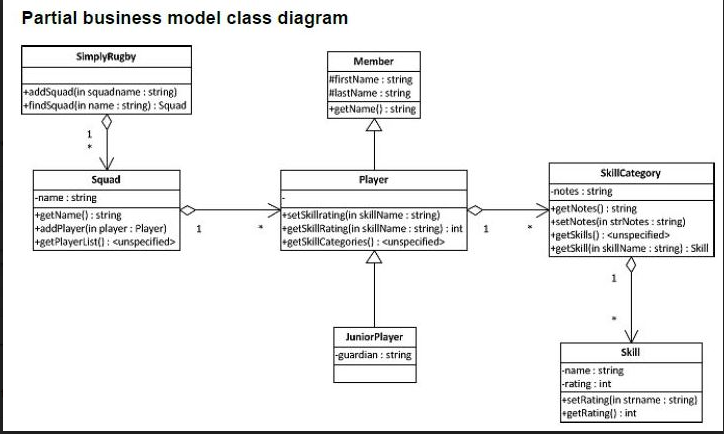 Partial business model class diagram
SimplyRugby
+addSquad(in squadname : string)
+findSquad(in name : string) : Squad
1
*
Member
#firstName : string
#lastName : string
+getName() : string
Squad
-name : string
+getName() : string
+addPlayer(in player : Player)
+getPlayerList() : <unspecified>
1
*
Player
-
+setSkillrating(in skillName : string)
+getSkillRating(in skillName : string) : int
+getSkillCategories() : <unspecified>
1
*
SkillCategory
-notes : string
+getNotes() : string
+setNotes(in strNotes : string)
+getSkills() : <unspecified>
+getSkill(in skillName : string) : Skill
1
*
JuniorPlayer
-guardian : string
Skill
-name : string
-rating : int
+setRating(in strname : string)
+getRating() : int